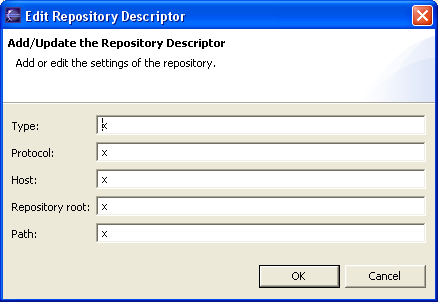 Edit Repository Descriptor
Add/Update the Repository Descriptor
Add or edit the settings of the repository.
Type: x
Protocol: x
Host: x
Repository root: x
Path: x
OK Cancel